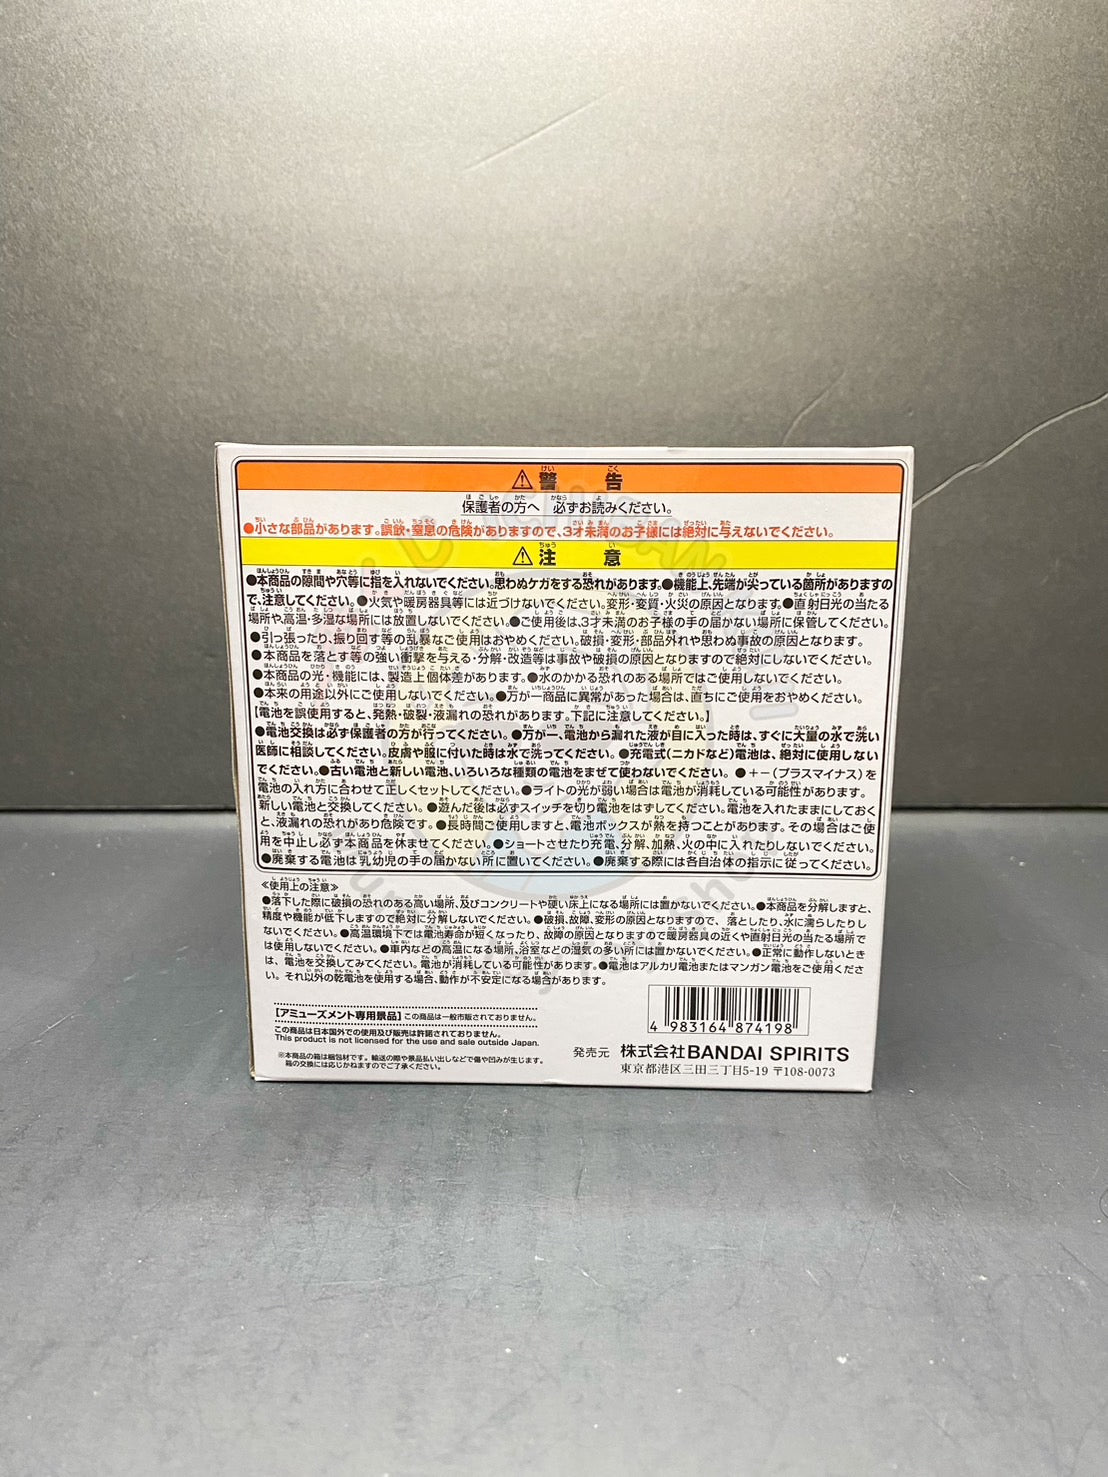 ⚠警告
保護者の方へ 必ずお読みください。
●小さな部品があります。誤飲・窒息の危険がありますので、3才未満のお子様には絶対に与えないでください。
⚠注意
●本商品の隙間や穴等に指を入れないでください。思わぬケガをする恐れがあります。●機能上、先端が尖っている箇所がありますの
で、注意してください。●火気や暖房器具等には近づけないでください。変形・変質・火災の原因となります。●直射日光の当たる
場所や、高温・多湿な場所には放置しないでください。●ご使用後は、3才未満のお子様の手の届かない場所に保管してください。
●引っ張ったり、振り回す等の乱暴なご使用はおやめください。破損・変形・部品外れや思わぬ事故の原因となります。
●本商品を落とす等の強い衝撃を与える・分解・改造等は事故や破損の原因となりますので絶対にしないでください。
●本商品の光・機能には、製造上個体差があります。●水のかかる恐れのある場所ではご使用しないでください。
●本来の用途以外にご使用しないでください。●万が一商品に異常があった場合は、直ちにご使用をおやめください。
【電池を誤使用すると、発熱・破裂・液漏れの恐れがあります。下記に注意してください。】
●電池交換は必ず保護者の方が行ってください。●万が一、電池から漏れた液が目に入った時は、すぐに大量の水で洗い
医師に相談してください。皮膚や服に付いた時は水で洗ってください。●充電式(ニカドなど)電池は、絶対に使用しない
でください。●古い電池と新しい電池、いろいろな種類の電池をまぜて使わないでください。●+−(プラスマイナス)を
電池の入れ方に合わせて正しくセットしてください。●ライトの光が弱い場合は電池が消耗している可能性があります。
新しい電池と交換してください。●遊んだ後は必ずスイッチを切り電池をはずしてください。電池を入れたままにしておく
と、液漏れの恐れがあり危険です。●長時間ご使用しますと、電池ボックスが熱を持つことがあります。その場合はご使
用を中止し必ず本商品を休ませてください。●ショートさせたり充電、分解、加熱、火の中に入れたりしないでください。
●廃棄する電池は乳幼児の手の届かない所に置いてください。●廃棄する際には各自治体の指示に従ってください。
≪使用上の注意≫
●落下した際に破損の恐れのある高い場所、及びコンクリートや硬い床上になる場所には置かないでください。●本商品を分解しますと、
精度や機能が低下しますので絶対に分解しないでください。●破損、故障、変形の原因となりますので、落としたり、水に濡らしたりし
ないでください。●高温環境下では電池寿命が短くなったり、故障の原因となりますので暖房器具の近くや直射日光の当たる場所で
は使用しないでください。●車内などの高温になる場所、浴室などの湿気の多い所には置かないでください。●正常に動作しないとき
は、電池を交換してみてください。電池が消耗している可能性があります。●電池はアルカリ電池またはマンガン電池をご使用くださ
い。それ以外の乾電池を使用する場合、動作が不安定になる場合があります。
【アミューズメント専用景品】この商品は一般市販されておりません。
この商品は日本国外での使用及び販売は許諾されておりません。
This product is not licensed for the use and sale outside Japan.
※本商品の箱は梱包材です。輸送の際や景品払い出しなどで傷や凹みが生じます。
箱の交換には応じかねますのでご了承ください。
4 983164 874198
発売元 株式会社BANDAI SPIRITS
東京都港区三田三丁目5-19 〒108-0073